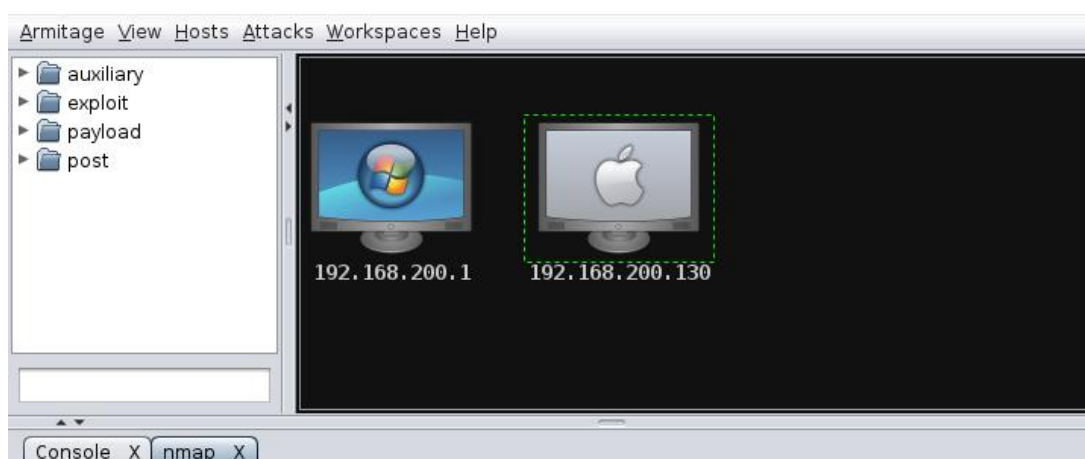 Armitage View Hosts Attacks Workspaces Help
auxiliary
exploit
payload
post
192.168.200.1 192.168.200.130
Console X nmap X